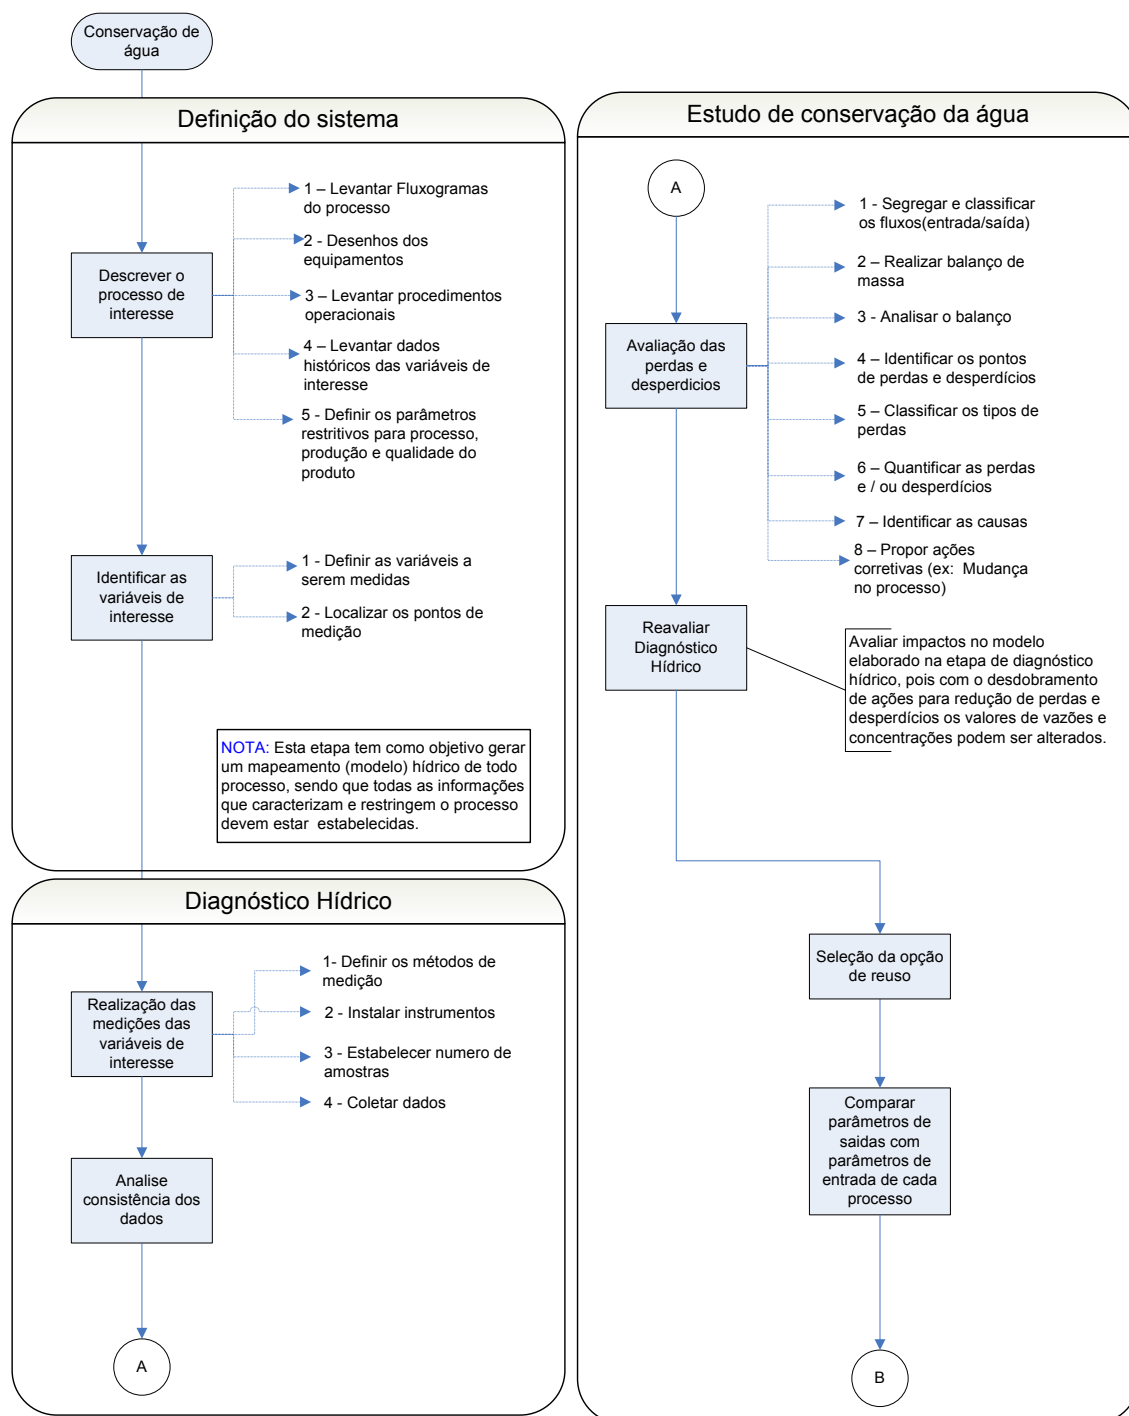 Conservação de
água
Definição do sistema
1 – Levantar Fluxogramas
do processo
2 - Desenhos dos
equipamentos
Descrever o
processo de
interesse
3 – Levantar procedimentos
operacionais
4 – Levantar dados
históricos das variáveis de
interesse
5 - Definir os parâmetros
restritivos para processo,
produção e qualidade do
produto
Identificar as
variáveis de
interesse
1 - Definir as variáveis a
serem medidas
2 - Localizar os pontos de
medição
NOTA: Esta etapa tem como objetivo gerar
um mapeamento (modelo) hídrico de todo
processo, sendo que todas as informações
que caracterizam e restringem o processo
devem estar  estabelecidas.
Diagnóstico Hídrico
Realização das
medições das
variáveis de
interesse
1- Definir os métodos de
medição
2 - Instalar instrumentos
3 - Estabelecer numero de
amostras
4 - Coletar dados
Analise
consistência dos
dados
A
Estudo de conservação da água
A
1 - Segregar e classificar
os fluxos(entrada/saída)
2 – Realizar balanço de
massa
3 - Analisar o balanço
Avaliação das
perdas e
desperdicios
4 – Identificar os pontos
de perdas e desperdícios
5 – Classificar os tipos de
perdas
6 – Quantificar as perdas
e / ou desperdícios
7 – Identificar as causas
8 – Propor ações
corretivas (ex:  Mudança
no processo)
Reavaliar
Diagnóstico
Hídrico
Avaliar impactos no modelo
elaborado na etapa de diagnóstico
hídrico, pois com o desdobramento
de ações para redução de perdas e
desperdícios os valores de vazões e
concentrações podem ser alterados.
Seleção da opção
de reuso
Comparar
parâmetros de
saidas com
parâmetros de
entrada de cada
processo
B